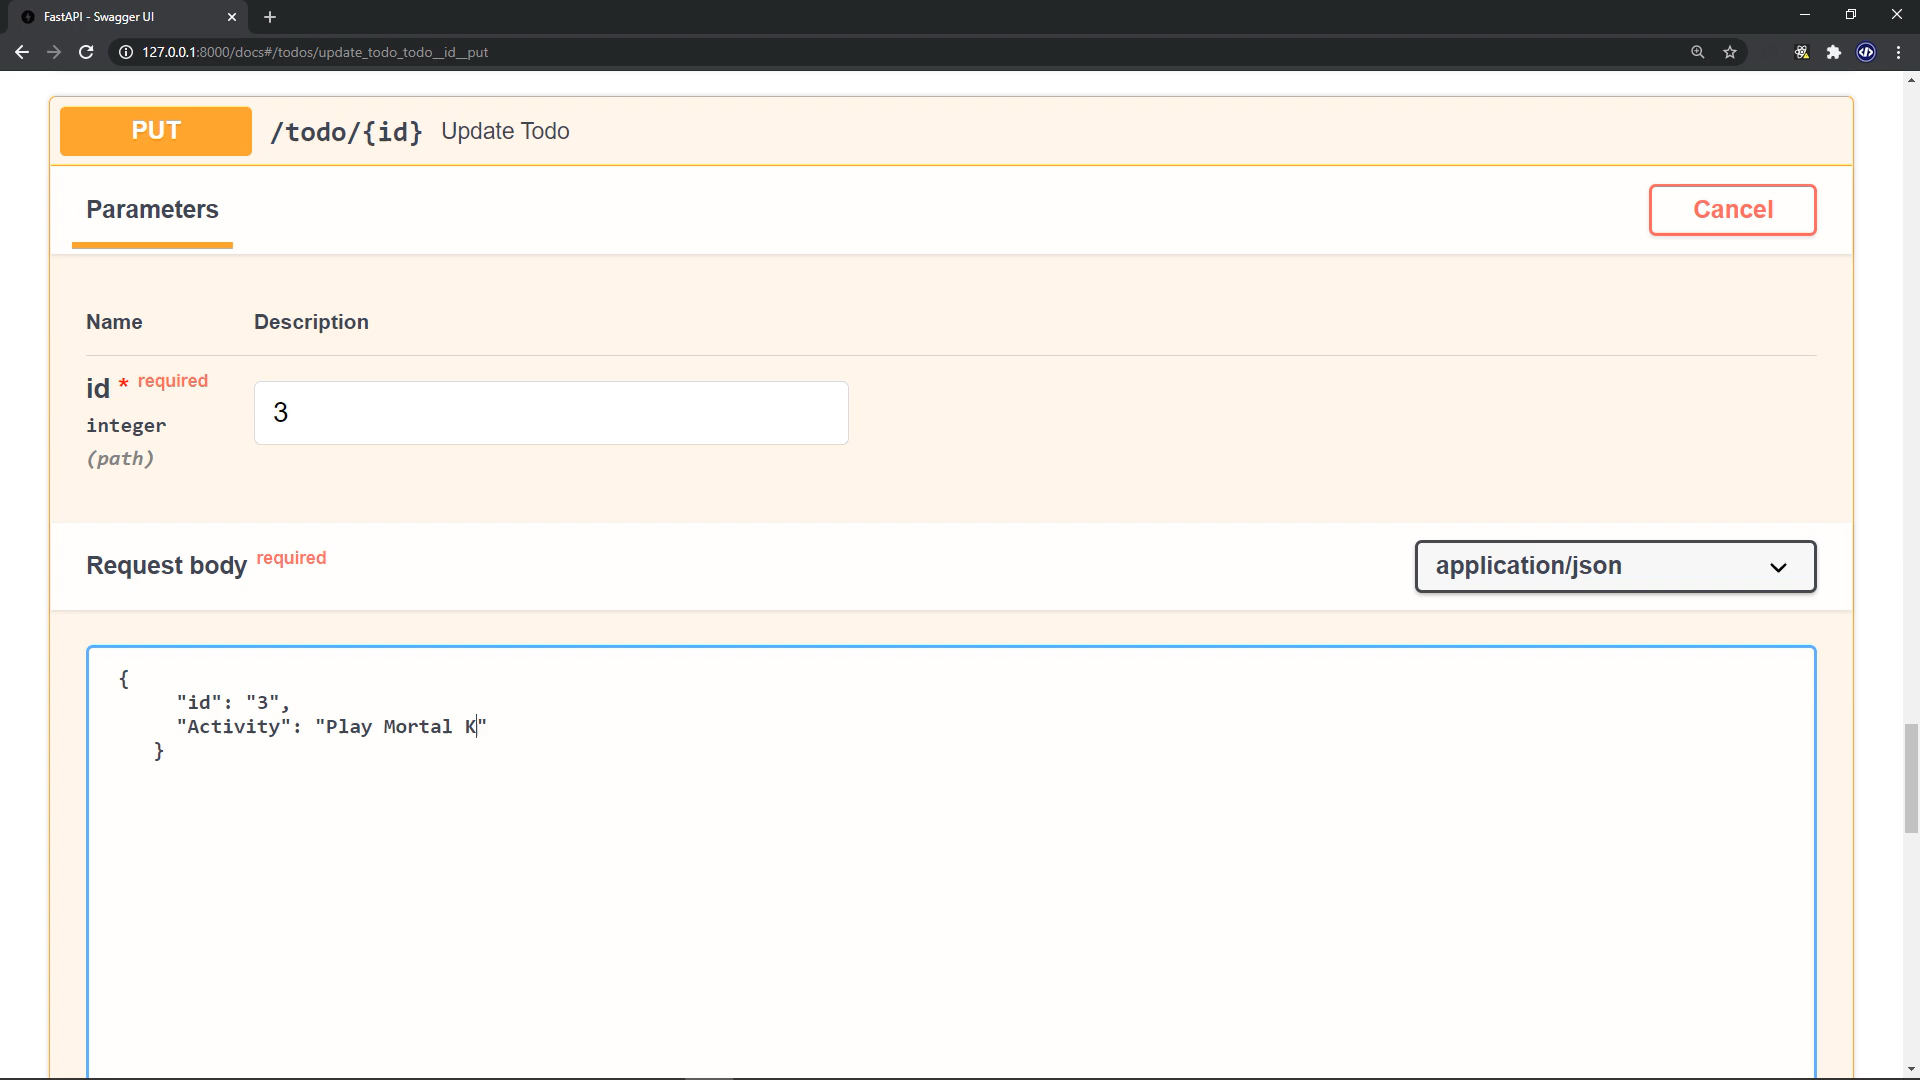 FastAPI - Swagger UI
127.0.0.1:8000/docs#/todos/update_todo_todo__id__put
PUT /todo/{id} Update Todo
Parameters
Cancel
Name Description
id * required
integer
(path)
3
Request body required
application/json
{
"id": "3",
"Activity": "Play Mortal K"
}